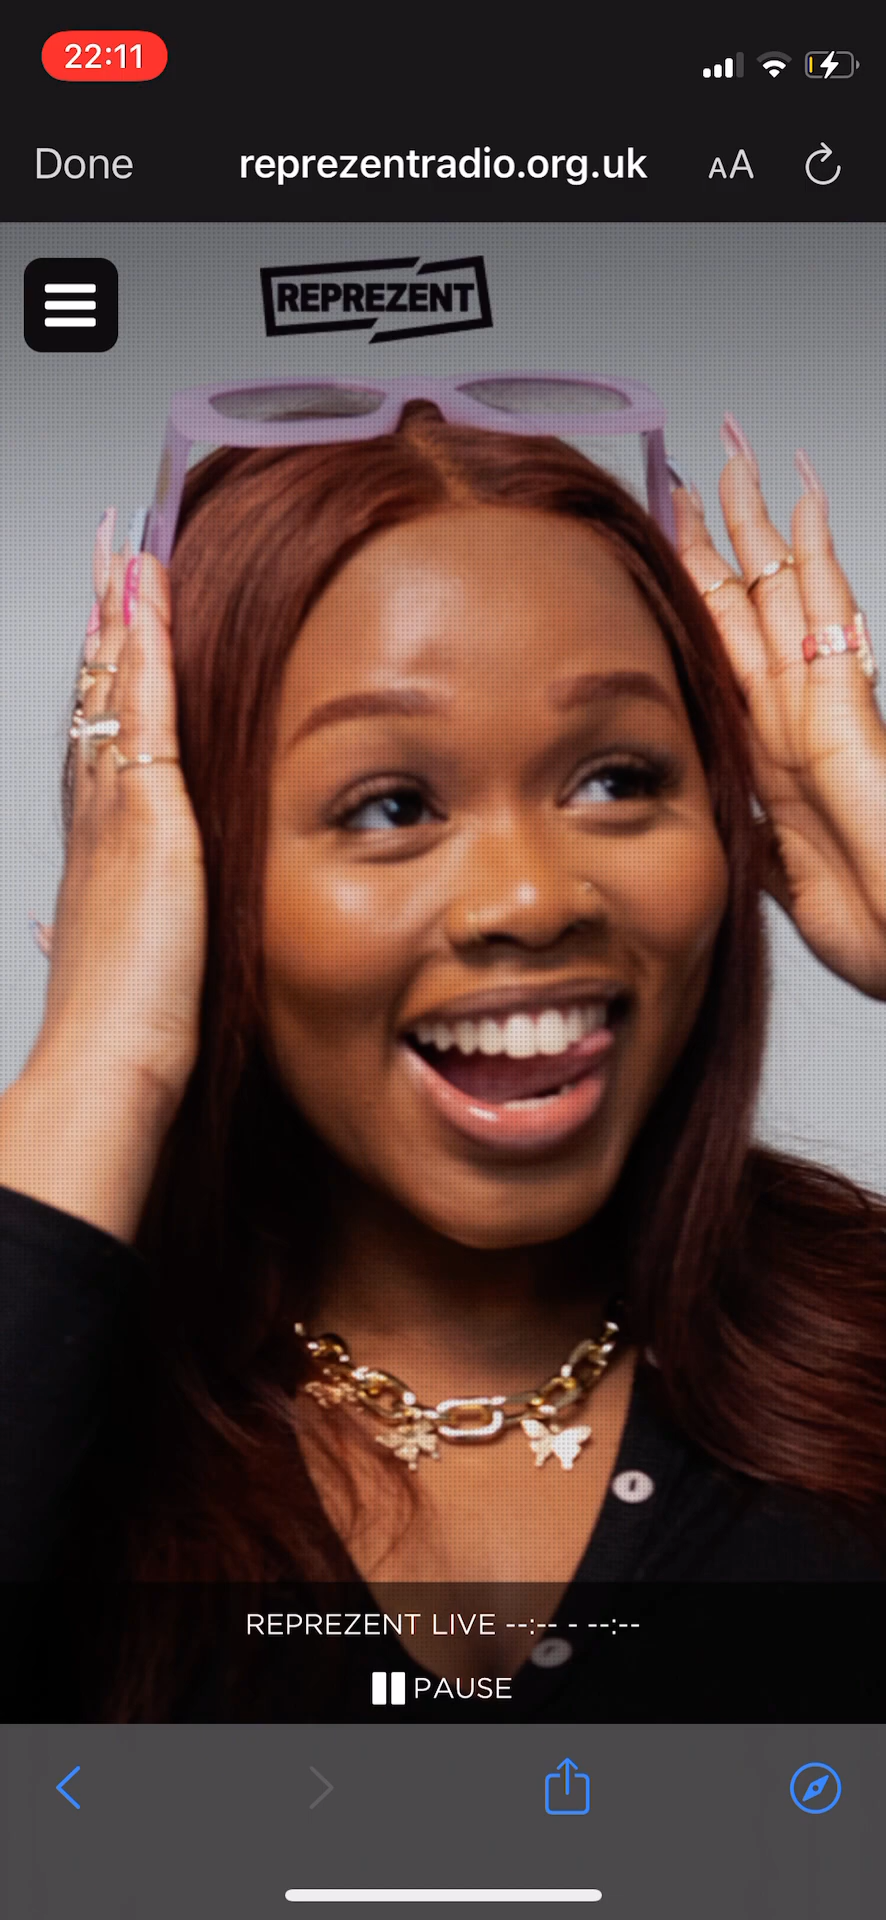 22:11
Done
reprezentradio.org.uk
AA
REPREZENT
REPREZENT LIVE --:-- - --:--
PAUSE